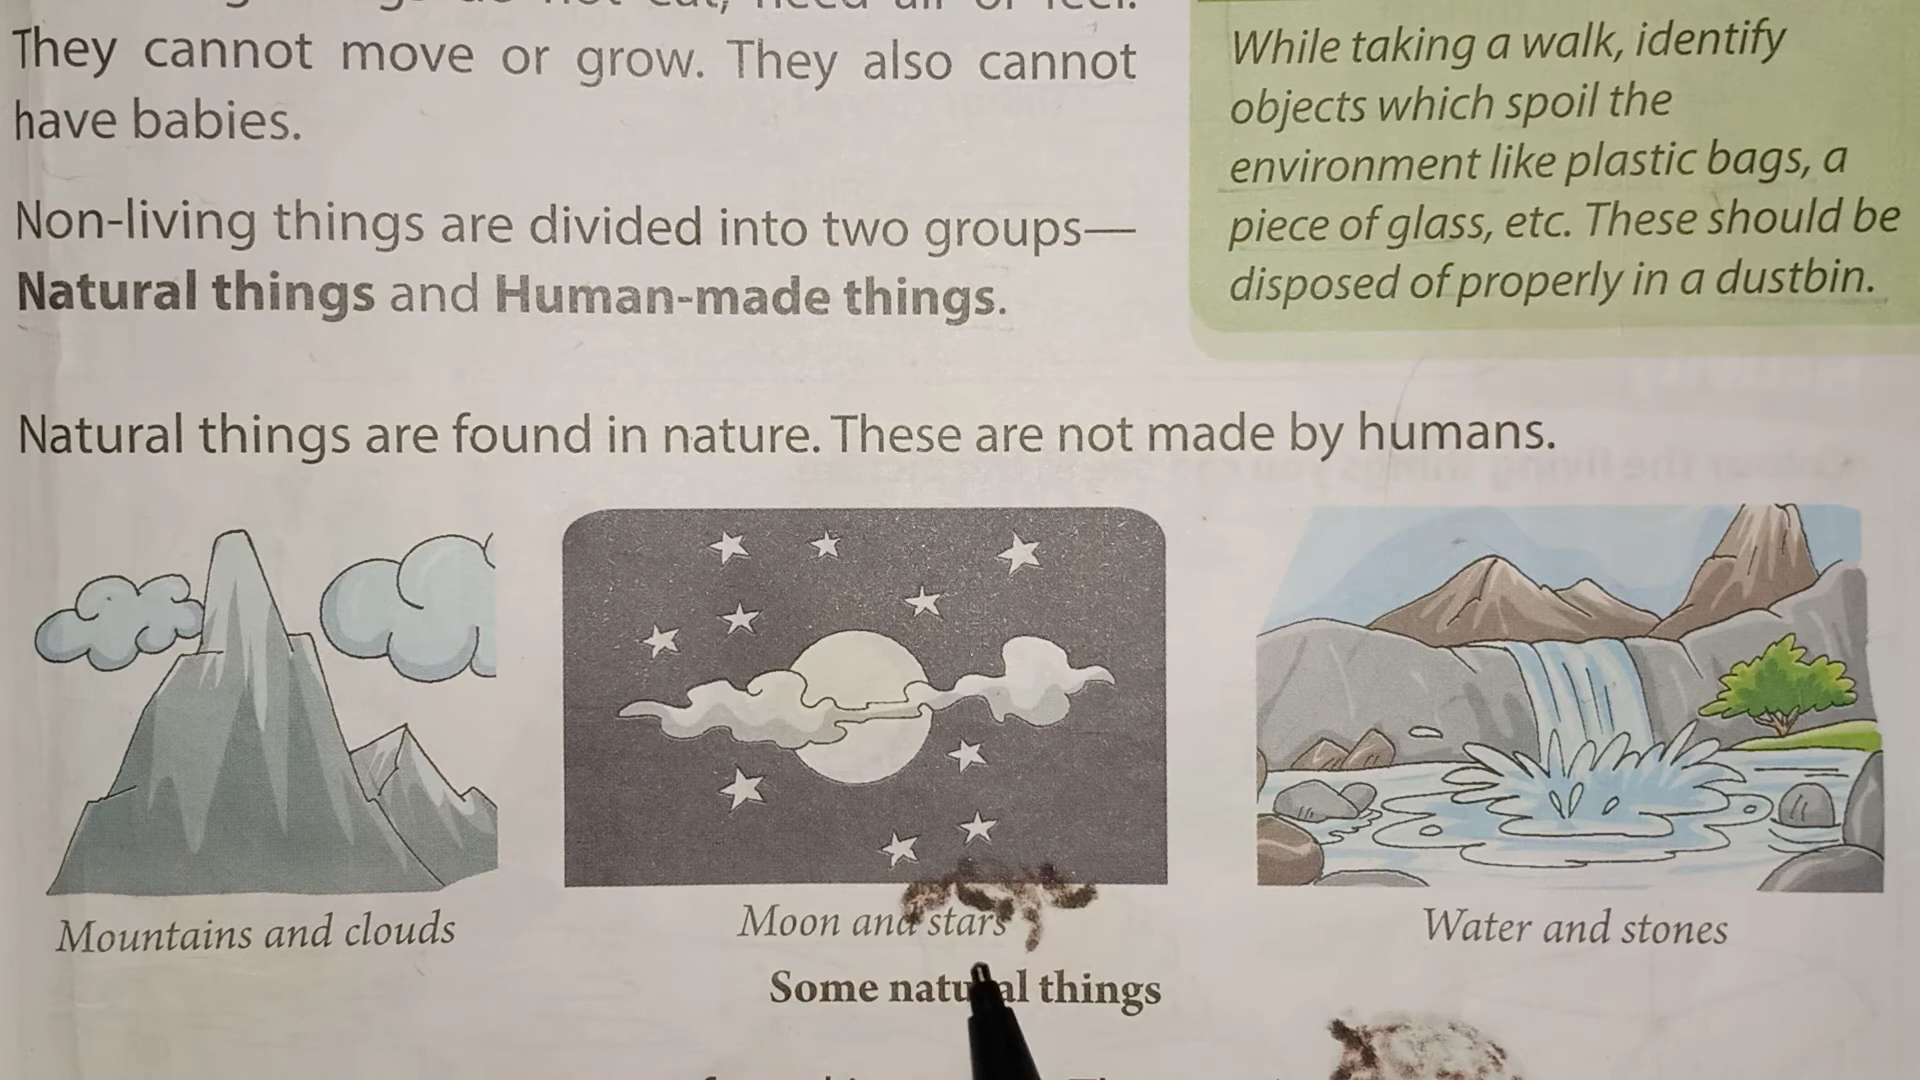 They cannot move or grow. They also cannot
have babies.
Non-living things are divided into two groups—
Natural things and Human-made things.
While taking a walk, identify
objects which spoil the
environment like plastic bags, a
piece of glass, etc. These should be
disposed of properly in a dustbin.
Natural things are found in nature. These are not made by humans.
Mountains and clouds
Moon and stars
Water and stones
Some natural things